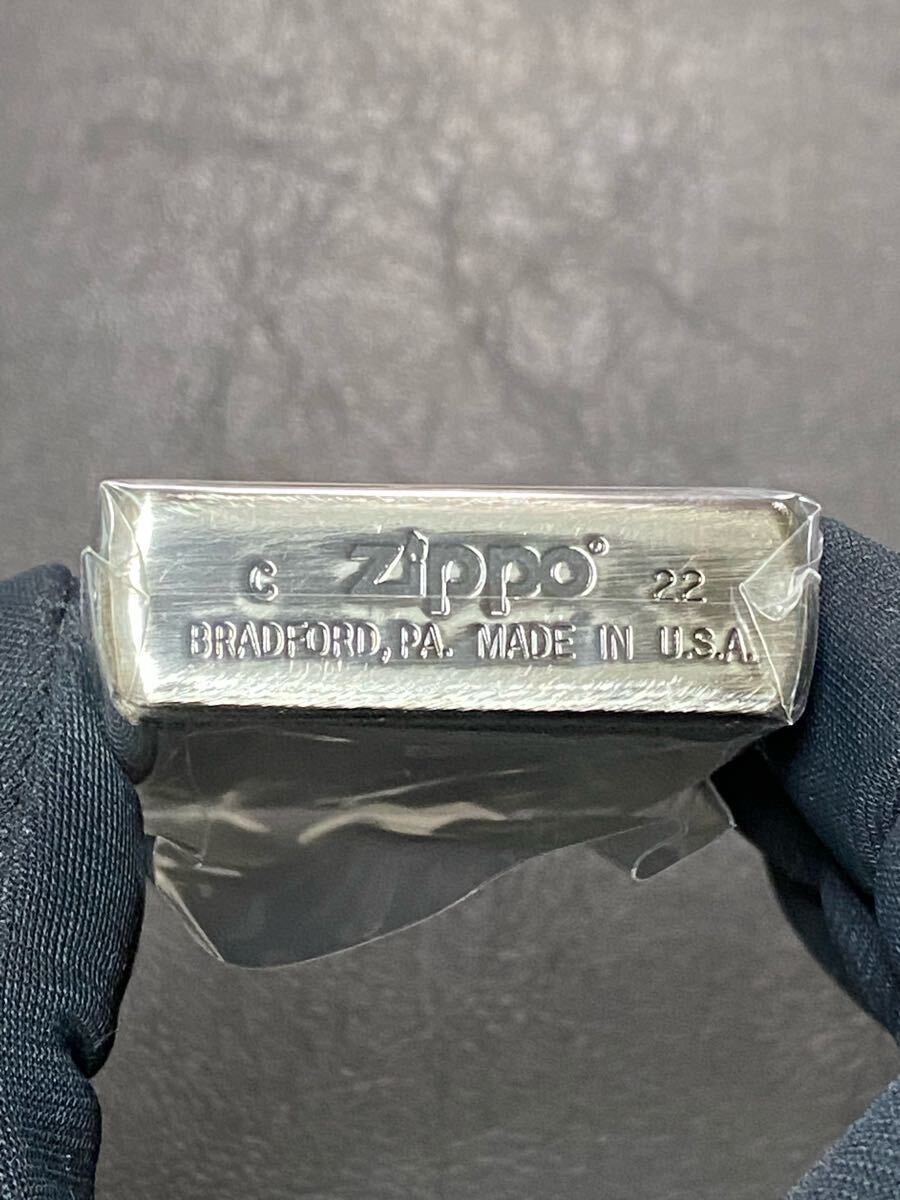 C Zippo® 22
BRADFORD, PA. MADE IN U.S.A.